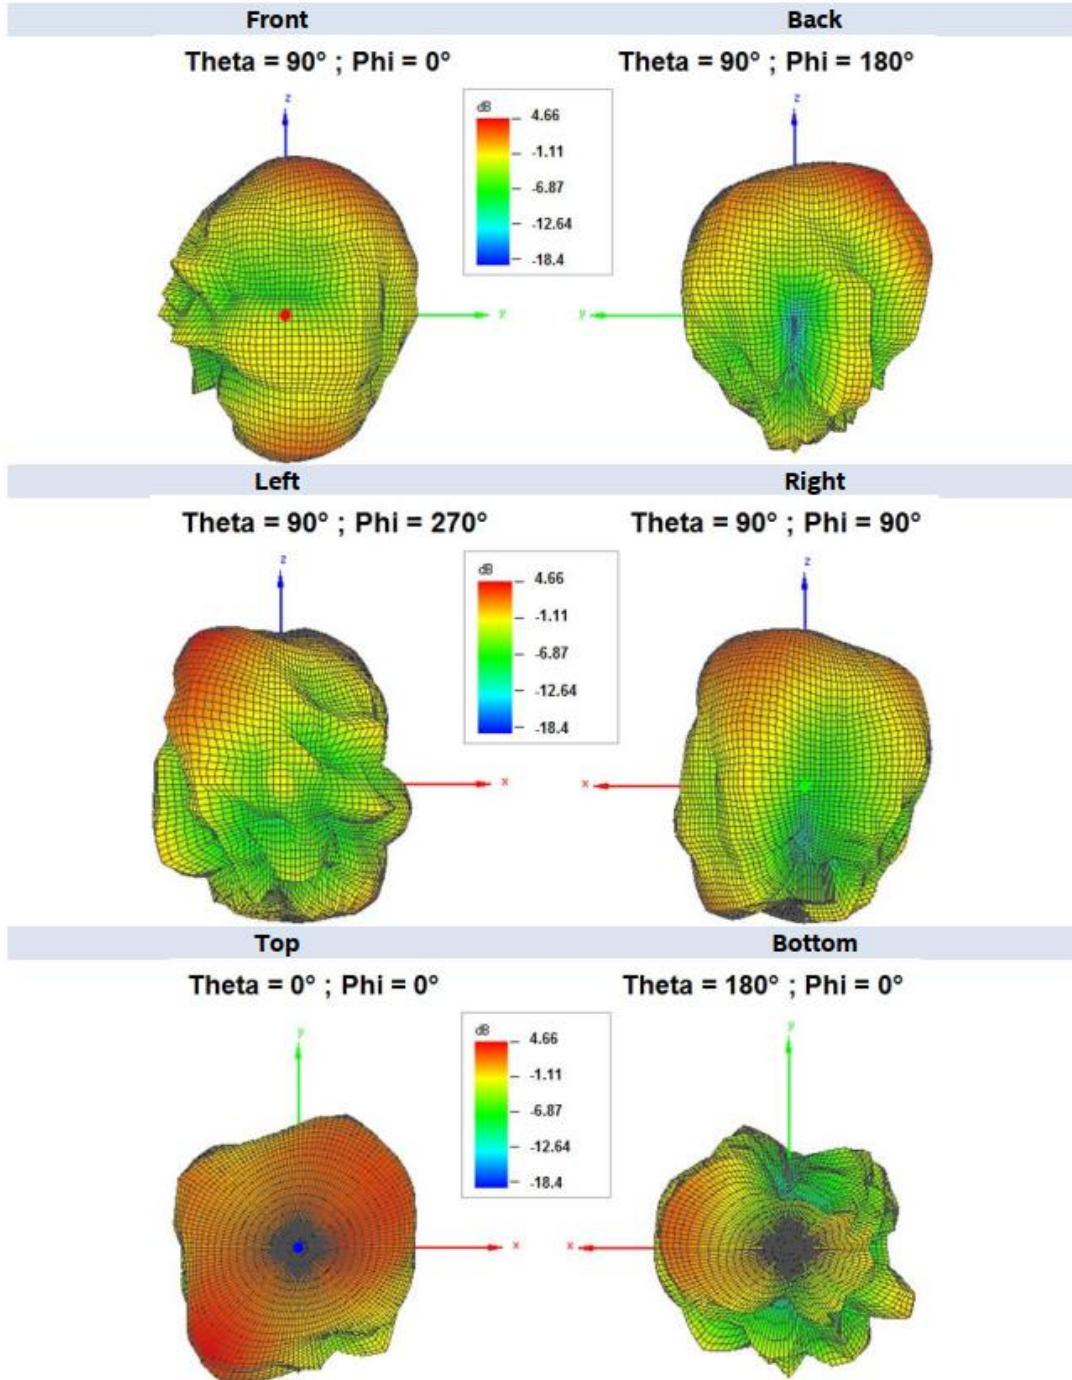 Front Back
Theta = 90° ; Phi = 0° Theta = 90° ; Phi = 180°
dB
4.66
-1.11
-6.87
-12.64
-18.4
z z
y y
Left Right
Theta = 90° ; Phi = 270° Theta = 90° ; Phi = 90°
dB
4.66
-1.11
-6.87
-12.64
-18.4
z z
x x
Top Bottom
Theta = 0° ; Phi = 0° Theta = 180° ; Phi = 0°
dB
4.66
-1.11
-6.87
-12.64
-18.4
y y
x x